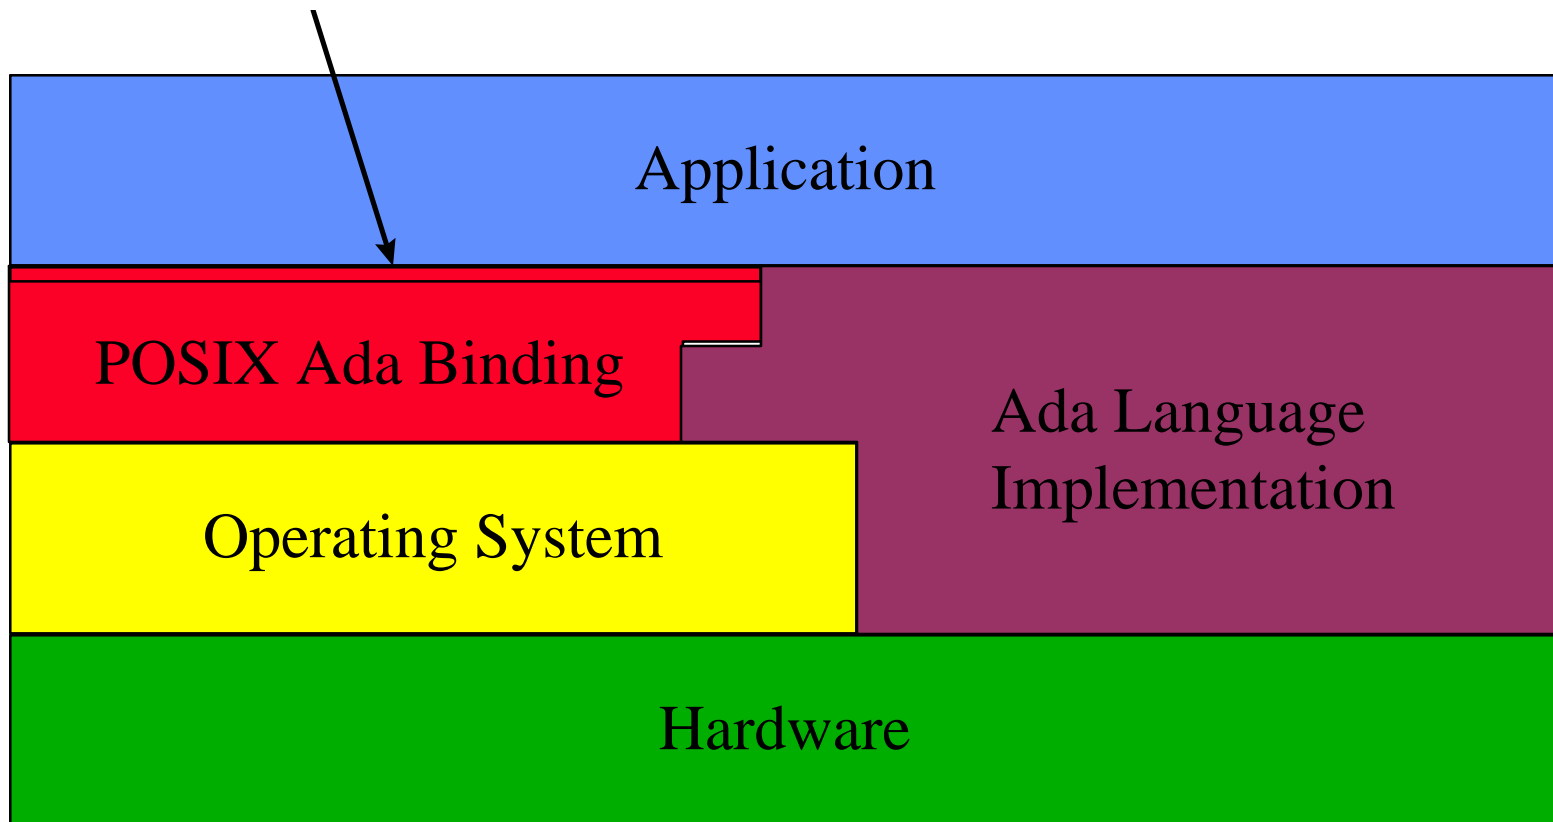 Application
POSIX Ada Binding
Ada Language
Implementation
Operating System
Hardware